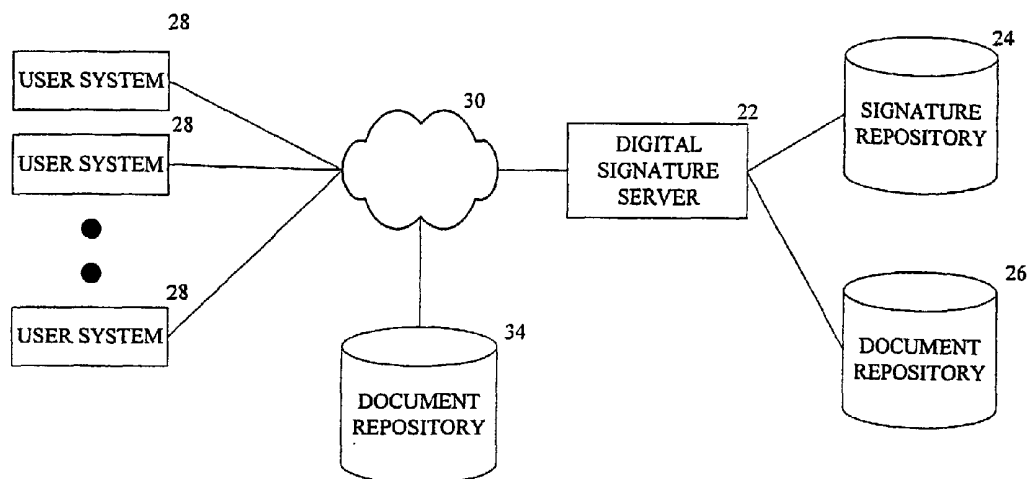 28
USER SYSTEM
28
USER SYSTEM
28
USER SYSTEM
30
34
DOCUMENT
REPOSITORY
22
DIGITAL
SIGNATURE
SERVER
24
SIGNATURE
REPOSITORY
26
DOCUMENT
REPOSITORY